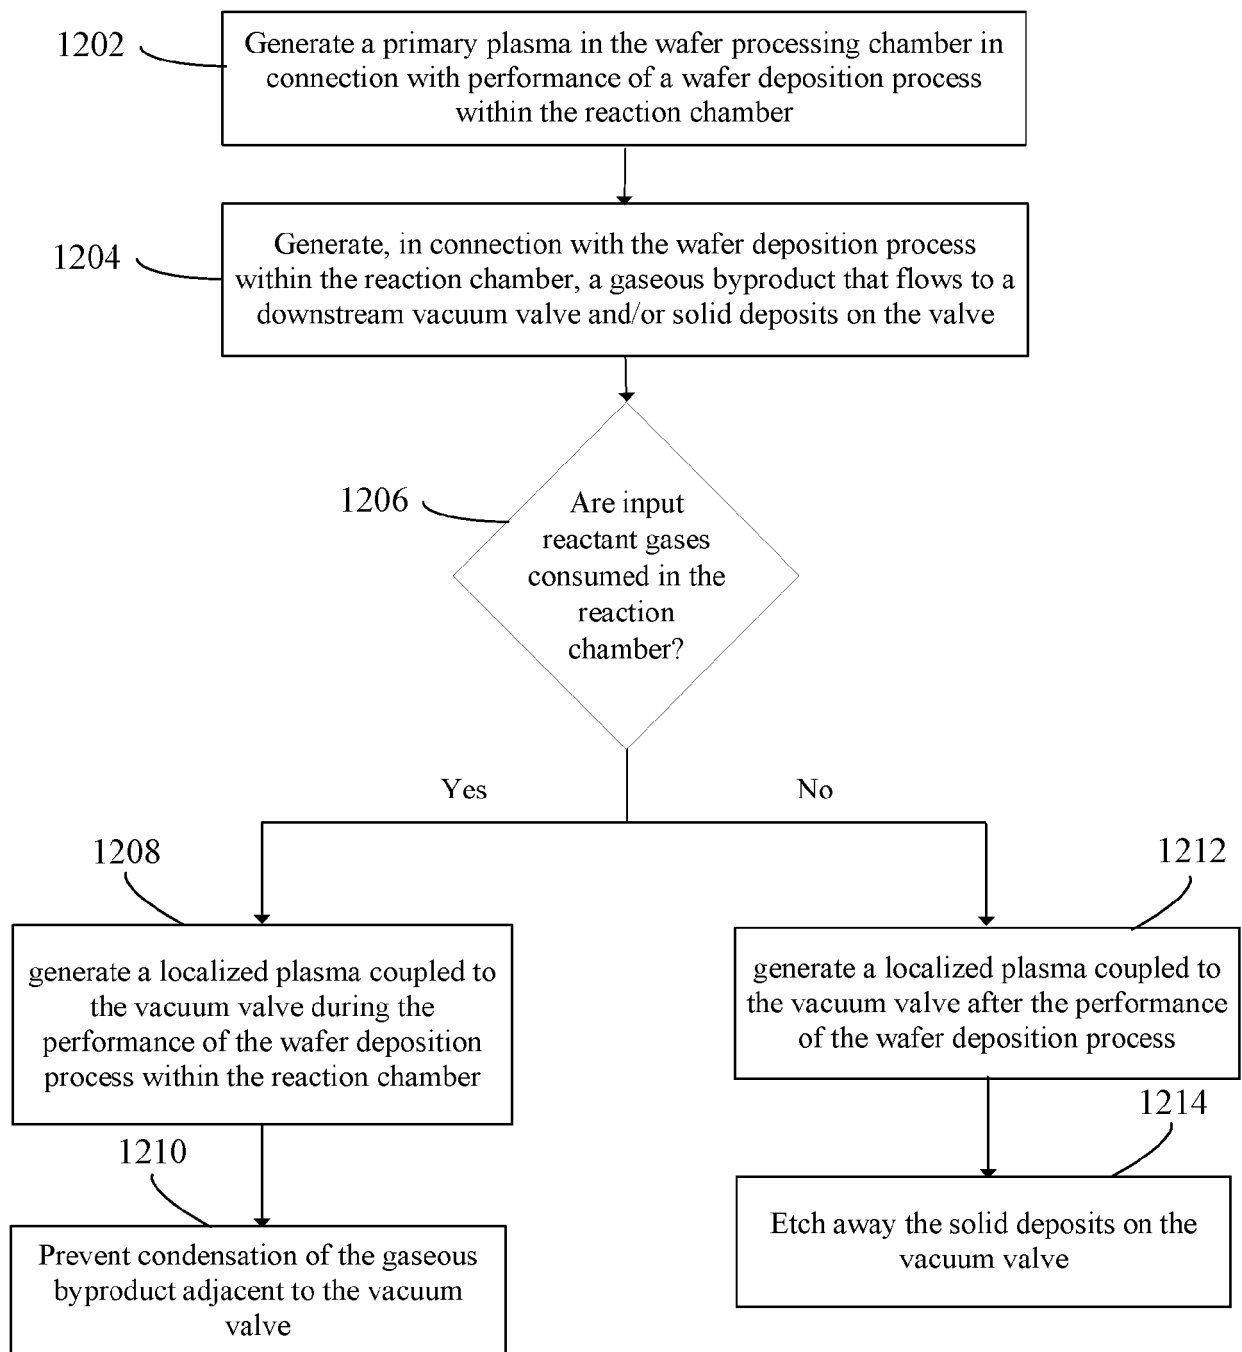 1202
Generate a primary plasma in the wafer processing chamber in
connection with performance of a wafer deposition process
within the reaction chamber
1204
Generate, in connection with the wafer deposition process
within the reaction chamber, a gaseous byproduct that flows to a
downstream vacuum valve and/or solid deposits on the valve
1206
Are input
reactant gases
consumed in the
reaction
chamber?
Yes
No
1208
generate a localized plasma coupled to
the vacuum valve during the
performance of the wafer deposition
process within the reaction chamber
1210
Prevent condensation of the gaseous
byproduct adjacent to the vacuum
valve
1212
generate a localized plasma coupled to
the vacuum valve after the performance
of the wafer deposition process
1214
Etch away the solid deposits on the
vacuum valve